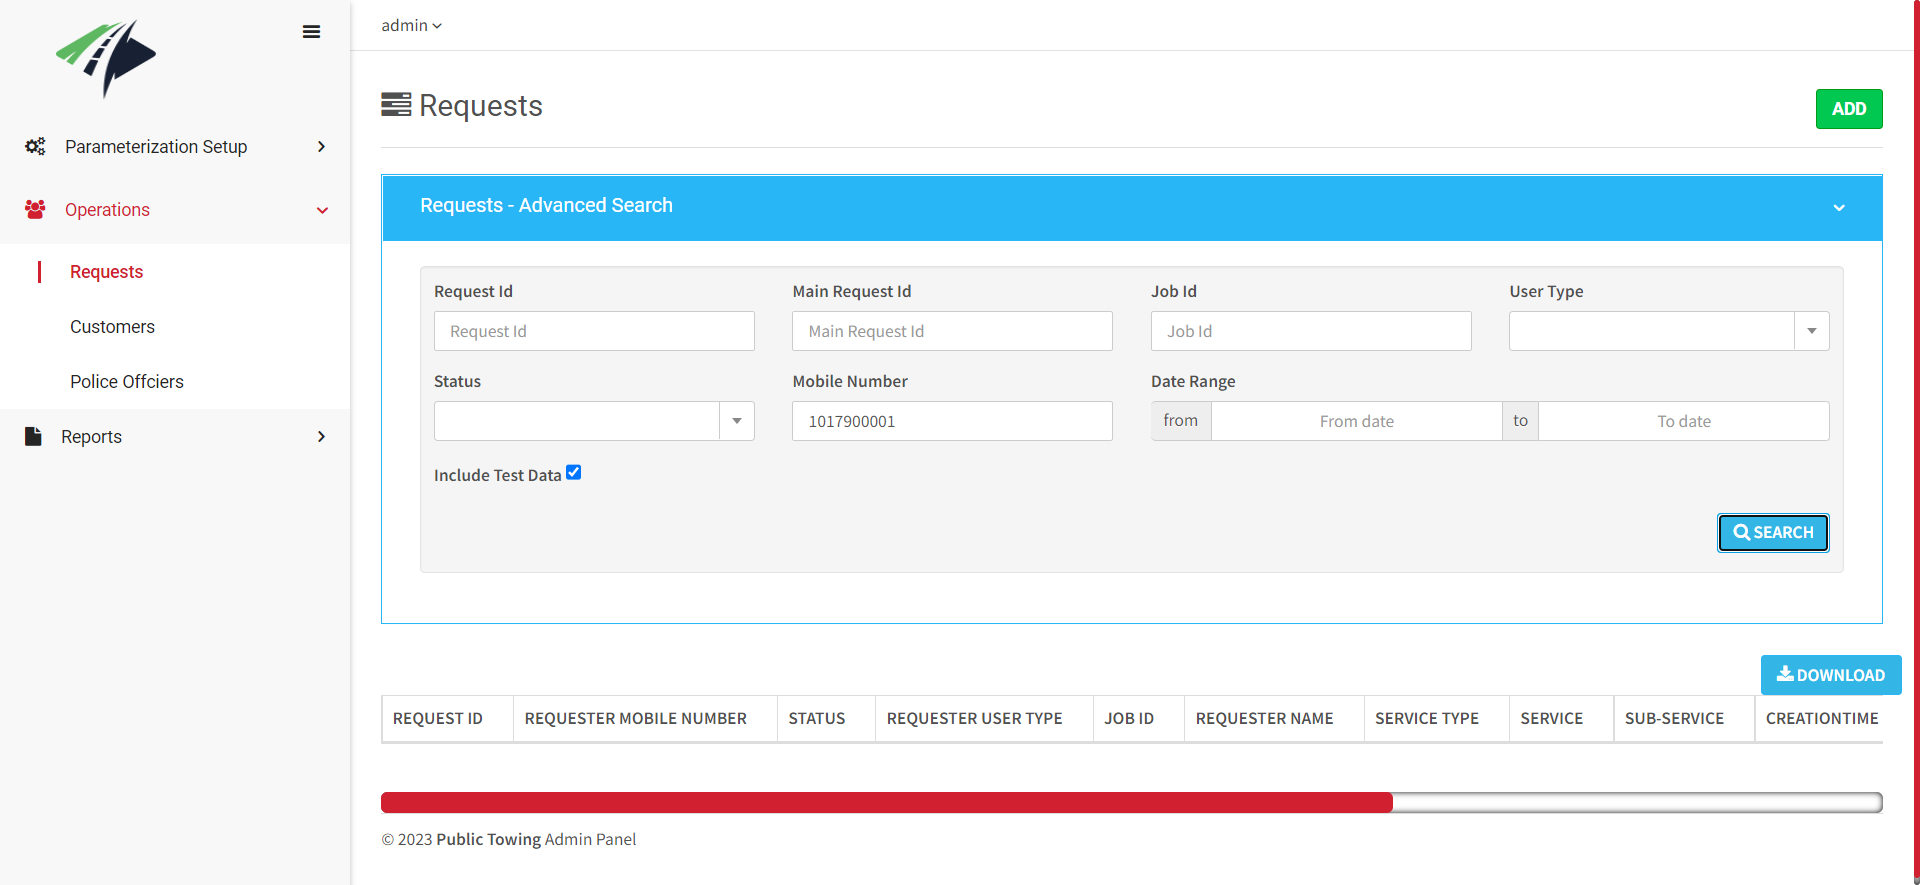 admin
Requests
ADD
Parameterization Setup
Operations
Requests
Customers
Police Offciers
Reports
Requests - Advanced Search
Request Id
Main Request Id
Job Id
User Type
Request Id
Main Request Id
Job Id
Status
Mobile Number
Date Range
1017900001
from
From date
to
To date
Include Test Data
SEARCH
DOWNLOAD
REQUEST ID REQUESTER MOBILE NUMBER STATUS REQUESTER USER TYPE JOB ID REQUESTER NAME SERVICE TYPE SERVICE SUB-SERVICE CREATIONTIME
© 2023 Public Towing Admin Panel